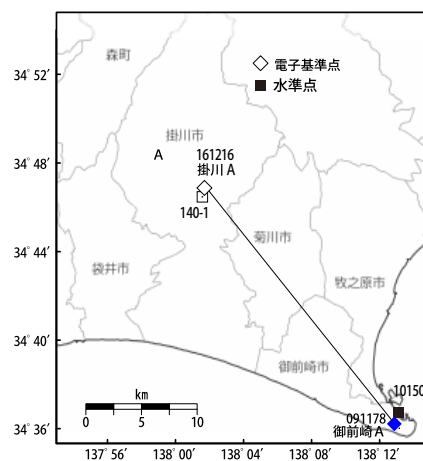 34˚ 52'
34˚ 48'
34˚ 44'
34˚ 40'
34˚ 36'
137˚ 56'
138˚ 00'
138˚ 04'
138˚ 08'
138˚ 12'
電子基準点
水準点
森町
掛川市
A
161216
掛川 A
140-1
菊川市
袋井市
牧之原市
御前崎市
10150
091178
御前崎 A
km
0 5 10